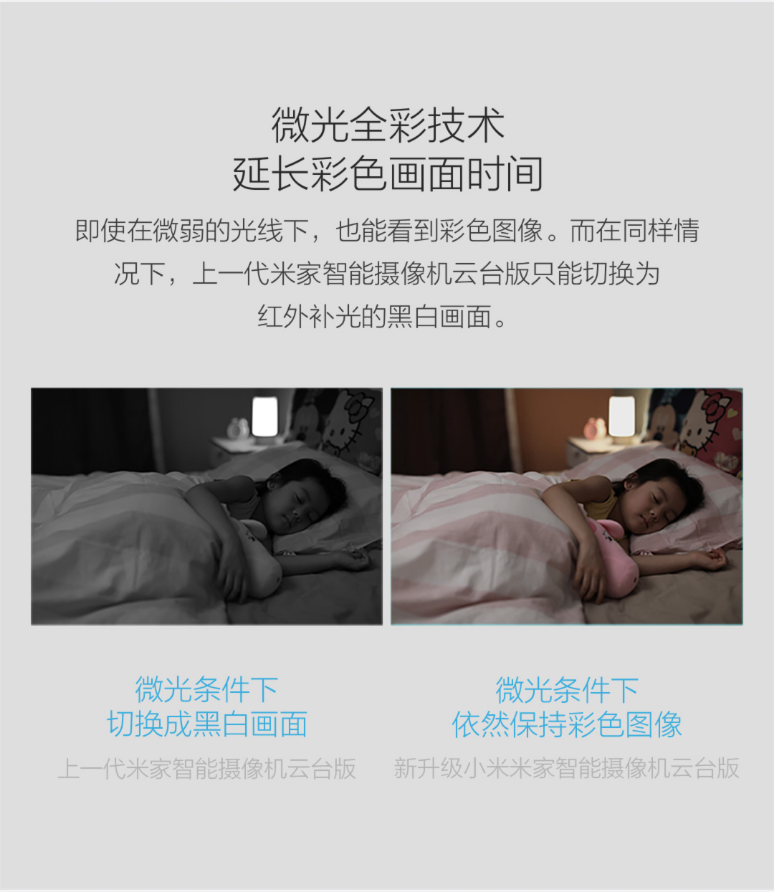 微光全彩技术
延长彩色画面时间
即使在微弱的光线下，也能看到彩色图像。而在同样情
况下，上一代米家智能摄像机云台版只能切换为
红外补光的黑白画面。
微光条件下
切换成黑白画面
上一代米家智能摄像机云台版
微光条件下
依然保持彩色图像
新升级小米米家智能摄像机云台版